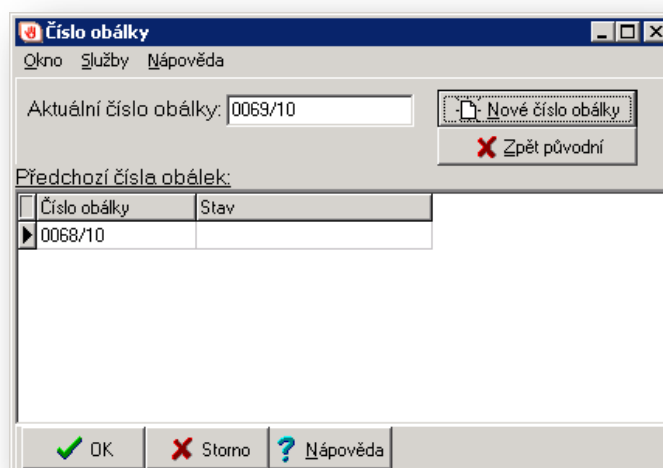 Číslo obálky
Okno Služby Nápověda
Aktuální číslo obálky: 0069/10
Nové číslo obálky
Zpět původní
Předchozí čísla obálek:
Číslo obálky Stav
0068/10
OK Storno Nápověda